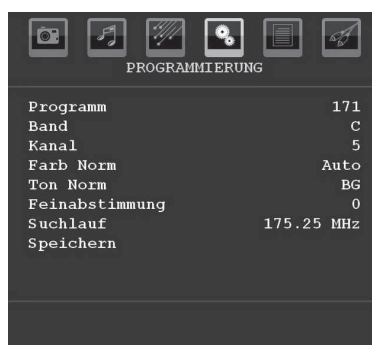 PROGRAMMIERUNG
Programm 171
Band C
Kanal 5
Farb Norm Auto
Ton Norm BG
Feinabstimmung 0
Suchlauf 175.25 MHz
Speichern